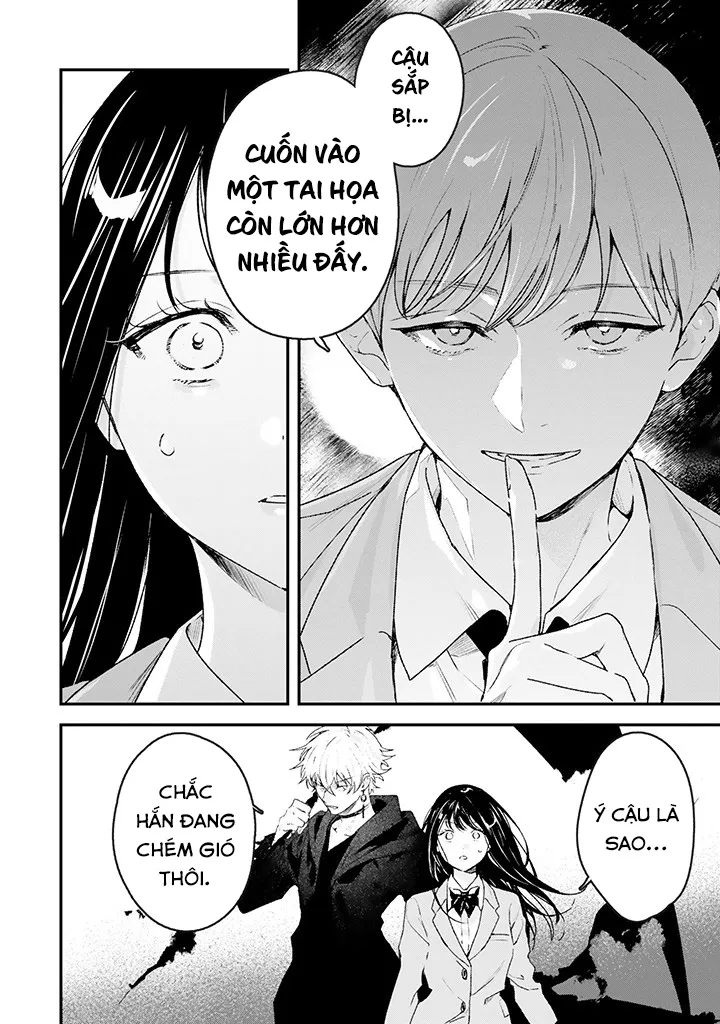 CẬU
SẮP
BỊ...
CUỐN VÀO
MỘT TAI HỌA
CÒN LỚN HƠN
NHIỀU ĐẤY.
Ý CẬU LÀ
SAO...
CHẮC
HẮN ĐANG
CHÉM GIÓ
THÔI.